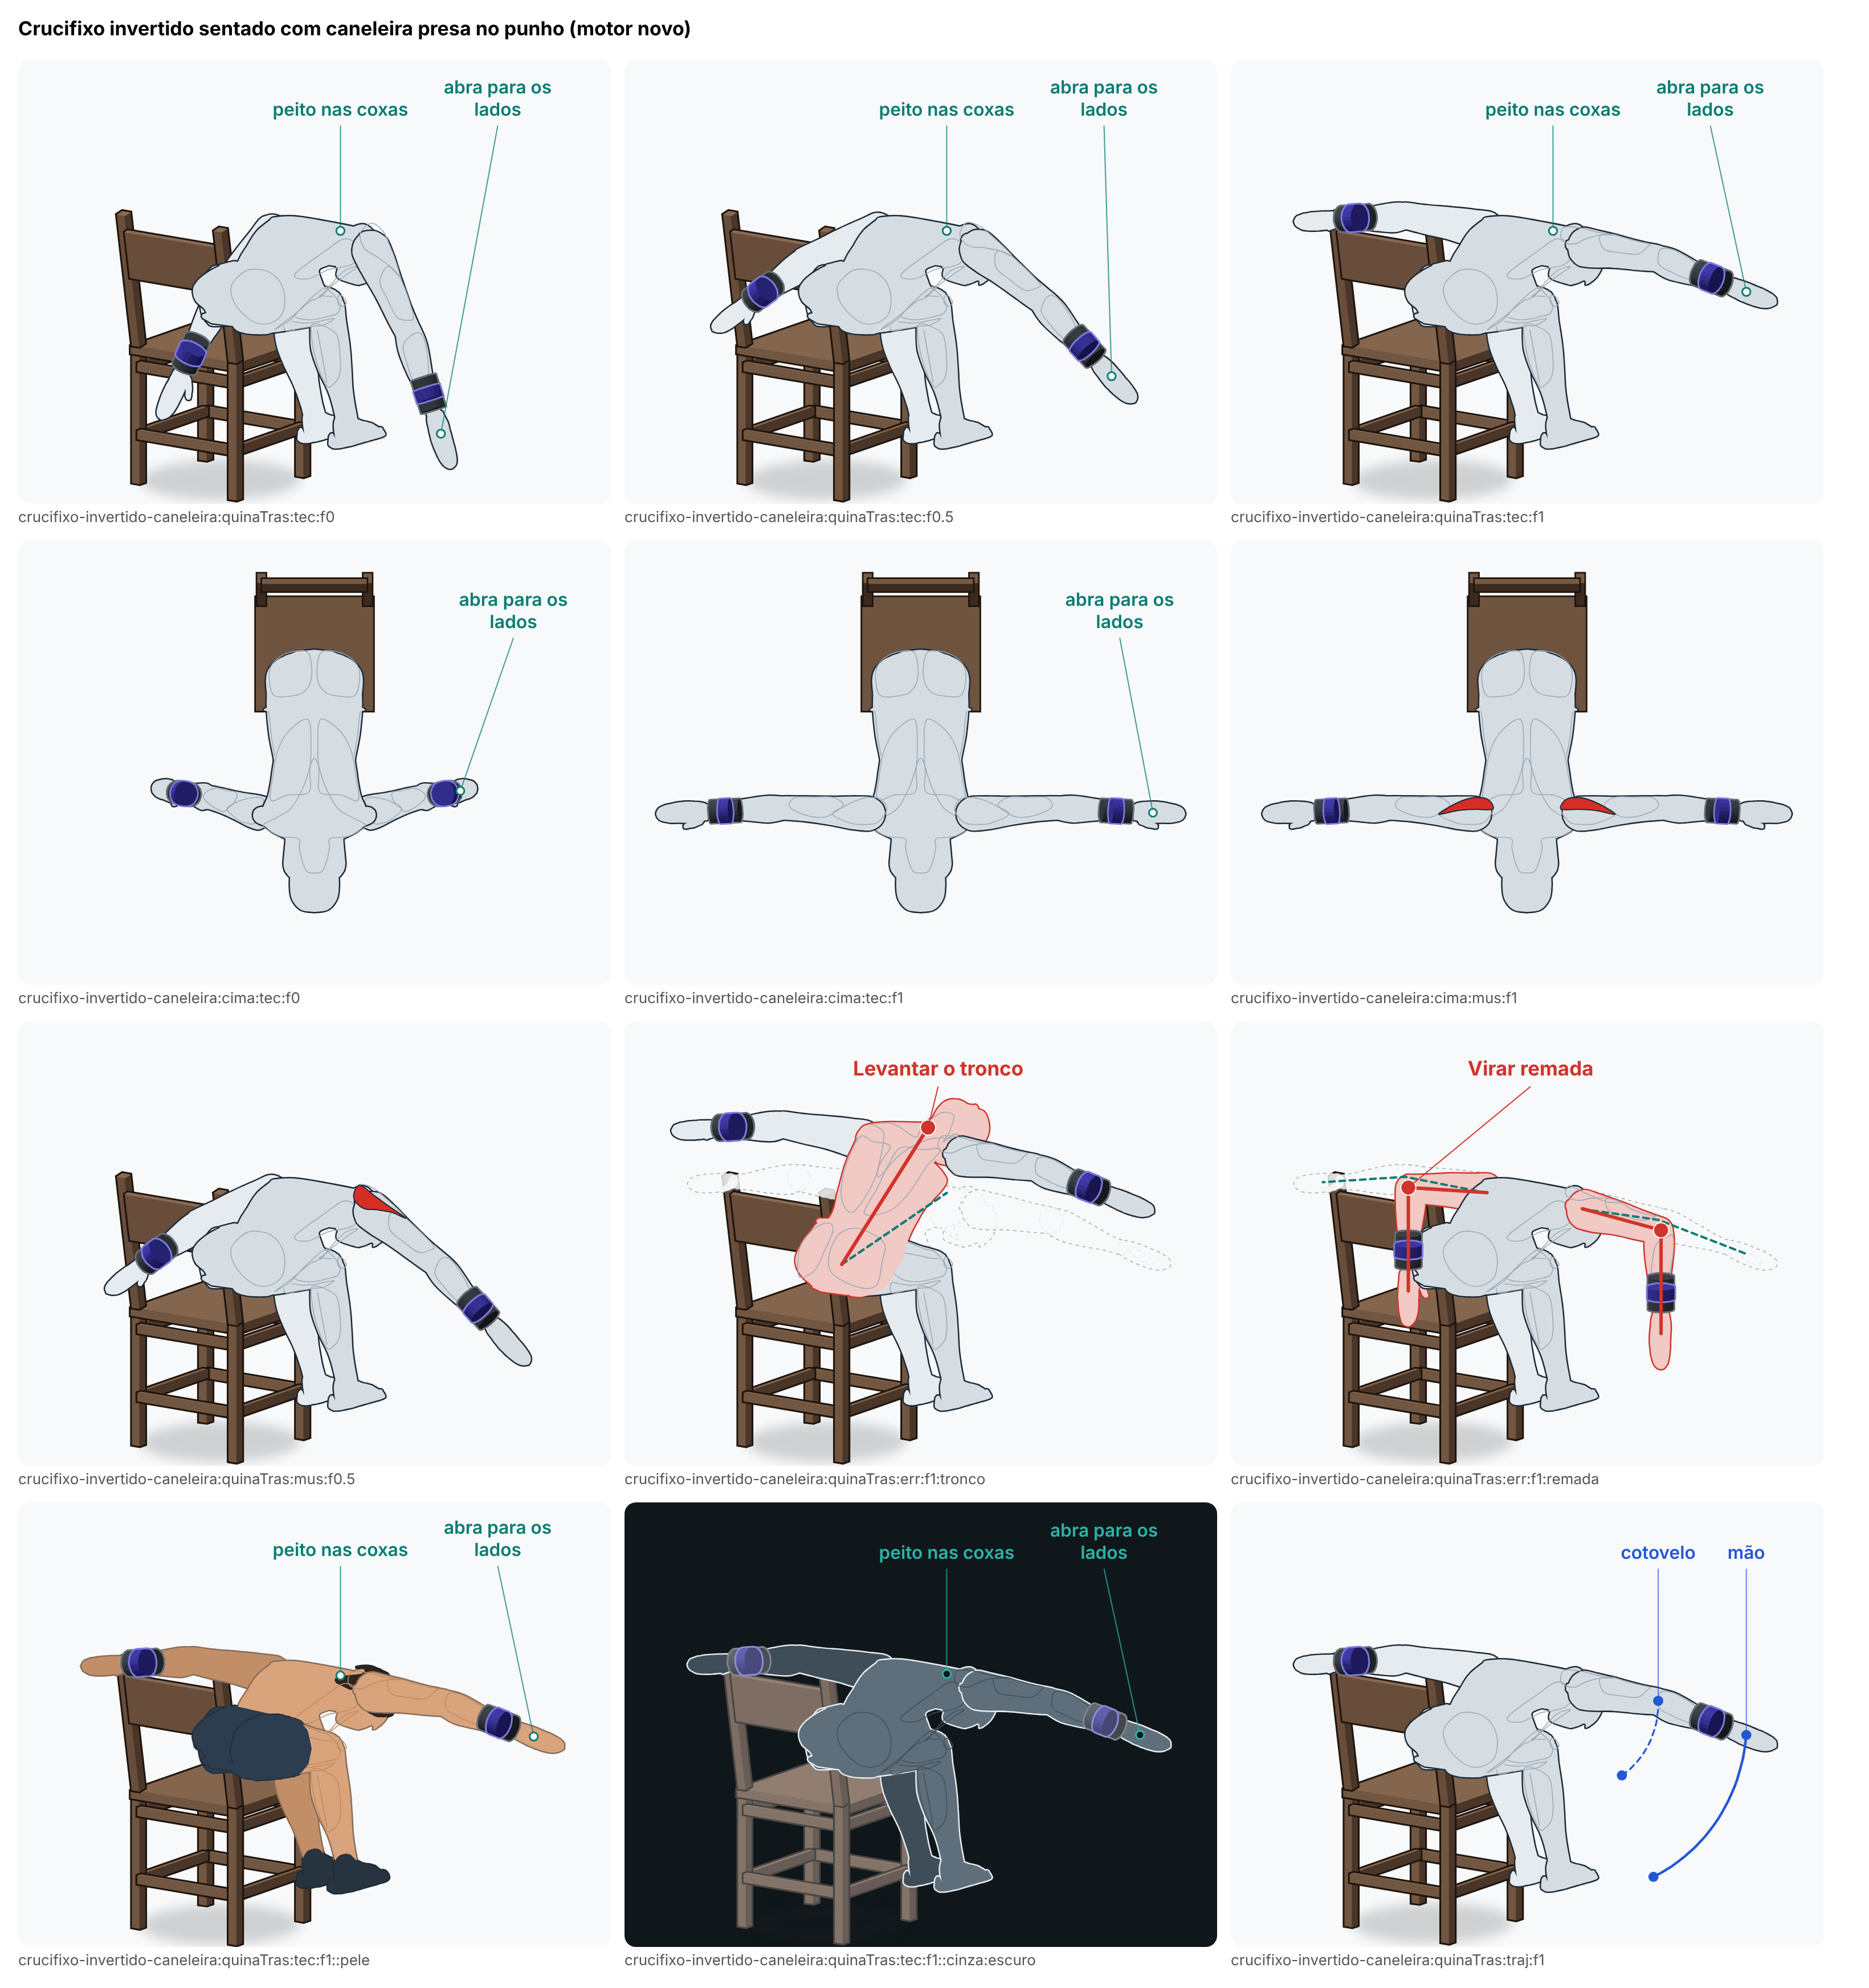 Crucifixo invertido sentado com caneleira presa no punho (motor novo)
peito nas coxas
abra para os
lados
peito nas coxas
abra para os
lados
peito nas coxas
abra para os
lados
crucifixo-invertido-caneleira:quinaTras:tec:f0
crucifixo-invertido-caneleira:quinaTras:tec:f0.5
crucifixo-invertido-caneleira:quinaTras:tec:f1
abra para os
lados
abra para os
lados
crucifixo-invertido-caneleira:cima:tec:f0
crucifixo-invertido-caneleira:cima:tec:f1
crucifixo-invertido-caneleira:cima:mus:f1
Levantar o tronco
Virar remada
crucifixo-invertido-caneleira:quinaTras:mus:f0.5
crucifixo-invertido-caneleira:quinaTras:err:f1:tronco
crucifixo-invertido-caneleira:quinaTras:err:f1:remada
peito nas coxas
abra para os
lados
peito nas coxas
abra para os
lados
cotovelo
mão
crucifixo-invertido-caneleira:quinaTras:tec:f1::pele
crucifixo-invertido-caneleira:quinaTras:tec:f1::cinza:escuro
crucifixo-invertido-caneleira:quinaTras:traj:f1